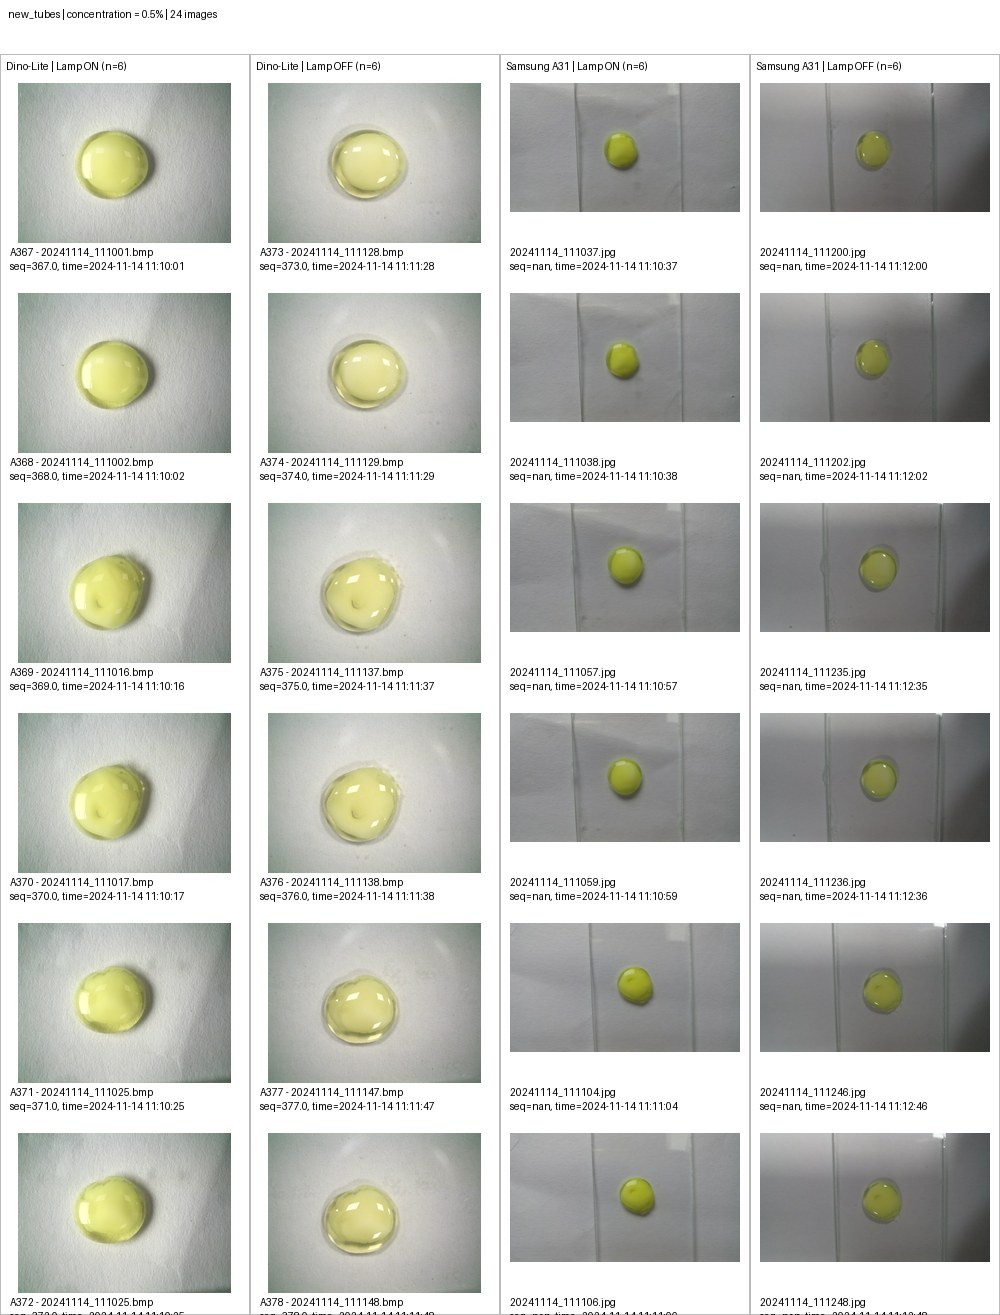 new_tubes | concentration = 0.5% | 24 images
Dino-Lite | Lamp ON (n=6)
Dino-Lite | Lamp OFF (n=6)
Samsung A31 | Lamp ON (n=6)
Samsung A31 | Lamp OFF (n=6)
A367 - 20241114_111001.bmp
seq=367.0, time=2024-11-14 11:10:01
A373 - 20241114_111128.bmp
seq=373.0, time=2024-11-14 11:11:28
20241114_111037.jpg
seq=nan, time=2024-11-14 11:10:37
20241114_111200.jpg
seq=nan, time=2024-11-14 11:12:00
A368 - 20241114_111002.bmp
seq=368.0, time=2024-11-14 11:10:02
A374 - 20241114_111129.bmp
seq=374.0, time=2024-11-14 11:11:29
20241114_111038.jpg
seq=nan, time=2024-11-14 11:10:38
20241114_111202.jpg
seq=nan, time=2024-11-14 11:12:02
A369 - 20241114_111016.bmp
seq=369.0, time=2024-11-14 11:10:16
A375 - 20241114_111137.bmp
seq=375.0, time=2024-11-14 11:11:37
20241114_111057.jpg
seq=nan, time=2024-11-14 11:10:57
20241114_111235.jpg
seq=nan, time=2024-11-14 11:12:35
A370 - 20241114_111017.bmp
seq=370.0, time=2024-11-14 11:10:17
A376 - 20241114_111138.bmp
seq=376.0, time=2024-11-14 11:11:38
20241114_111059.jpg
seq=nan, time=2024-11-14 11:10:59
20241114_111236.jpg
seq=nan, time=2024-11-14 11:12:36
A371 - 20241114_111025.bmp
seq=371.0, time=2024-11-14 11:10:25
A377 - 20241114_111147.bmp
seq=377.0, time=2024-11-14 11:11:47
20241114_111104.jpg
seq=nan, time=2024-11-14 11:11:04
20241114_111246.jpg
seq=nan, time=2024-11-14 11:12:46
A372 - 20241114_111025.bmp
A378 - 20241114_111148.bmp
20241114_111106.jpg
20241114_111248.jpg